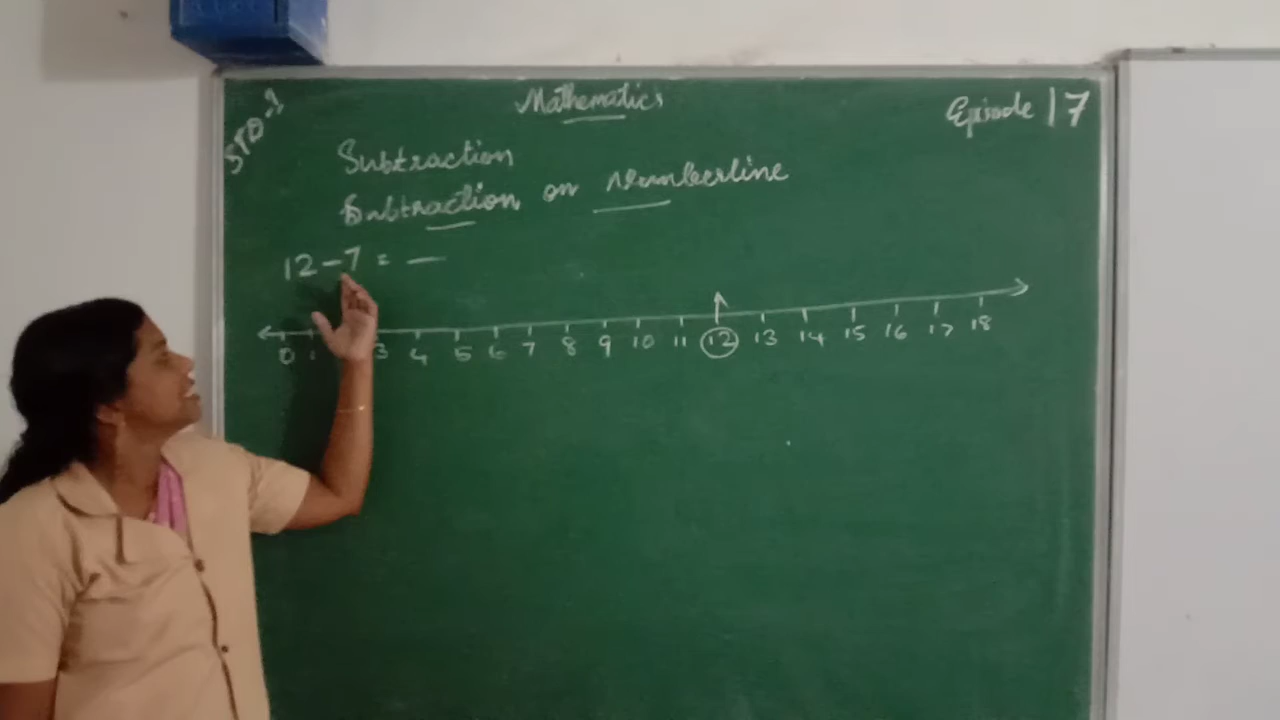 STD-1
Mathematics
Episode 17
Subtraction
Subtraction on Numberline
12-7 = —
0 1 3 4 5 6 7 8 9 10 11 12 13 14 15 16 17 18